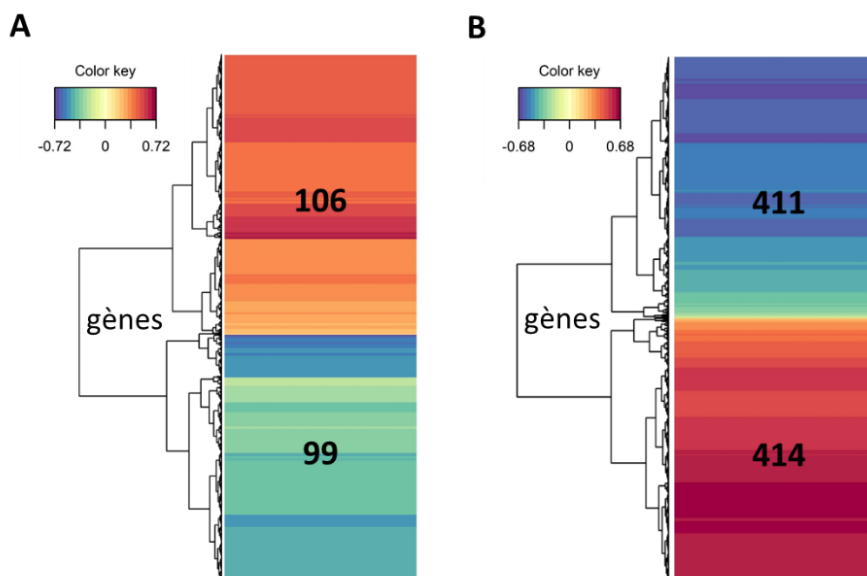 A
Color key
-0.72 0 0.72
106
gènes
99
B
Color key
-0.68 0 0.68
411
gènes
414